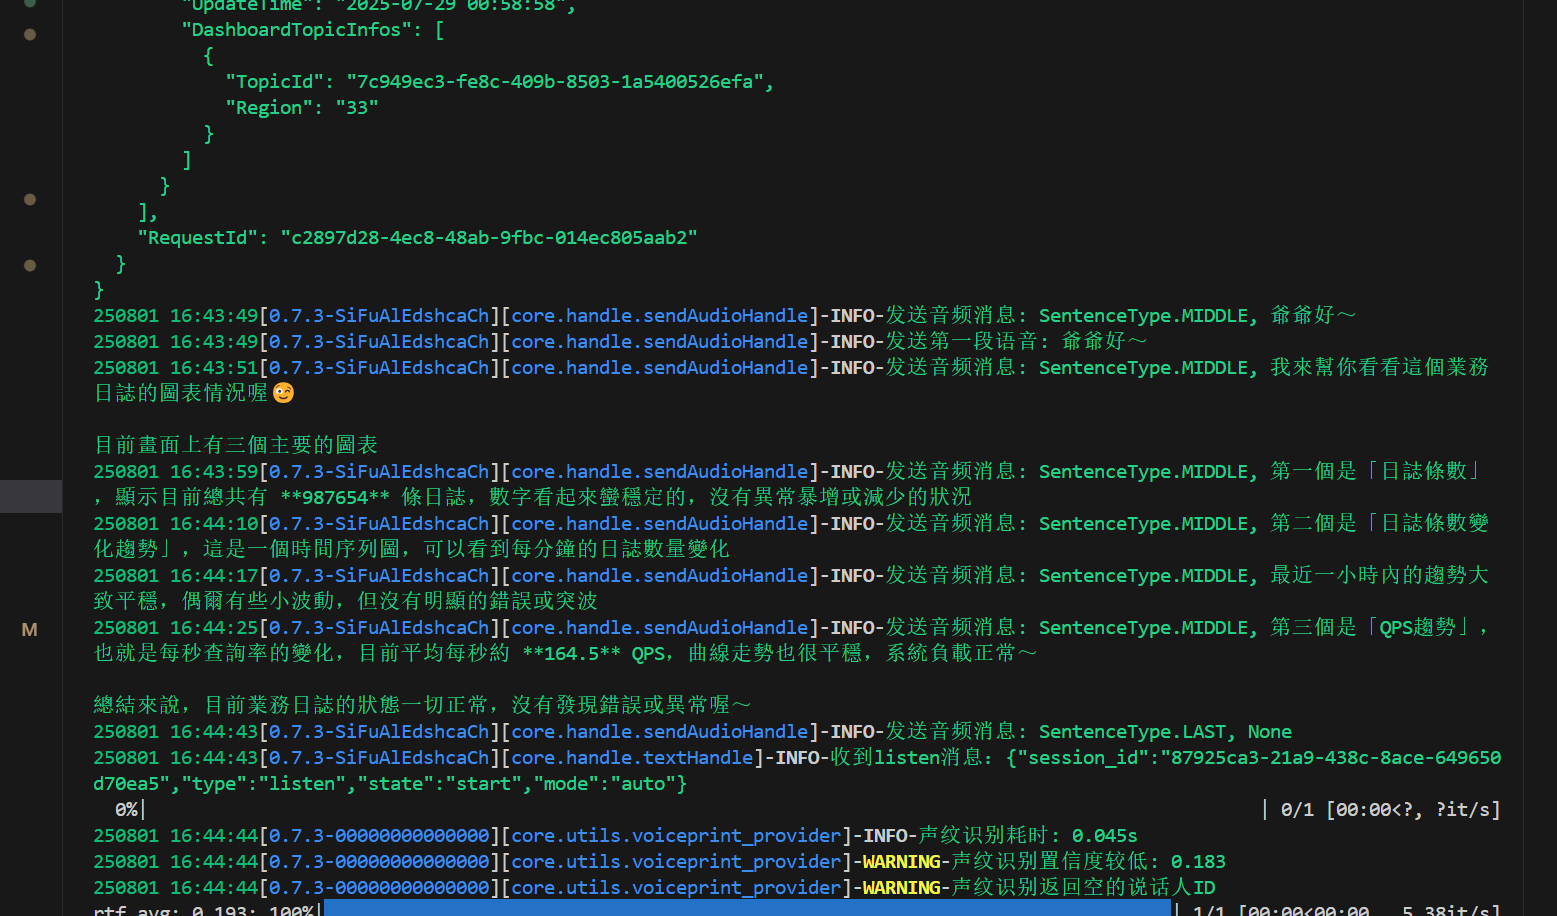 "UpdateTime": "2025-07-29 00:58:58",
"DashboardTopicInfos": [
{
"TopicId": "7c949ec3-fe8c-409b-8503-1a5400526efa",
"Region": "33"
}
]
}
],
"RequestId": "c2897d28-4ec8-48ab-9fbc-014ec805aab2"
}
}
250801 16:43:49[0.7.3-SiFuAlEdshcaCh][core.handle.sendAudioHandle]-INFO-发送音频消息: SentenceType.MIDDLE, 爺爺好～
250801 16:43:49[0.7.3-SiFuAlEdshcaCh][core.handle.sendAudioHandle]-INFO-发送第一段语音: 爺爺好～
250801 16:43:51[0.7.3-SiFuAlEdshcaCh][core.handle.sendAudioHandle]-INFO-发送音频消息: SentenceType.MIDDLE, 我來幫你看看這個業務
日誌的圖表情況喔😉
目前畫面上有三個主要的圖表
250801 16:43:59[0.7.3-SiFuAlEdshcaCh][core.handle.sendAudioHandle]-INFO-发送音频消息: SentenceType.MIDDLE, 第一個是「日誌條數」
，顯示目前總共有 **987654** 條日誌，數字看起來蠻穩定的，沒有異常暴增或減少的狀況
250801 16:44:10[0.7.3-SiFuAlEdshcaCh][core.handle.sendAudioHandle]-INFO-发送音频消息: SentenceType.MIDDLE, 第二個是「日誌條數變
化趨勢」，這是一個時間序列圖，可以看到每分鐘的日誌數量變化
250801 16:44:17[0.7.3-SiFuAlEdshcaCh][core.handle.sendAudioHandle]-INFO-发送音频消息: SentenceType.MIDDLE, 最近一小時內的趨勢大
致平穩，偶爾有些小波動，但沒有明顯的錯誤或突波
250801 16:44:25[0.7.3-SiFuAlEdshcaCh][core.handle.sendAudioHandle]-INFO-发送音频消息: SentenceType.MIDDLE, 第三個是「QPS趨勢」，
M
也就是每秒查詢率的變化，目前平均每秒約 **164.5** QPS，曲線走勢也很平穩，系統負載正常～
總結來說，目前業務日誌的狀態一切正常，沒有發現錯誤或異常喔～
250801 16:44:43[0.7.3-SiFuAlEdshcaCh][core.handle.sendAudioHandle]-INFO-发送音频消息: SentenceType.LAST, None
250801 16:44:43[0.7.3-SiFuAlEdshcaCh][core.handle.textHandle]-INFO-收到listen消息：{"session_id":"87925ca3-21a9-438c-8ace-649650
d70ea5","type":"listen","state":"start","mode":"auto"}
0%| | 0/1 [00:00<?, ?it/s]
250801 16:44:44[0.7.3-00000000000000][core.utils.voiceprint_provider]-INFO-声纹识别耗时: 0.045s
250801 16:44:44[0.7.3-00000000000000][core.utils.voiceprint_provider]-WARNING-声纹识别置信度较低: 0.183
250801 16:44:44[0.7.3-00000000000000][core.utils.voiceprint_provider]-WARNING-声纹识别返回空的说话人ID
rtf_avg: 0.193: 100%| | 1/1 [00:00<00:00, 5.38it/s]